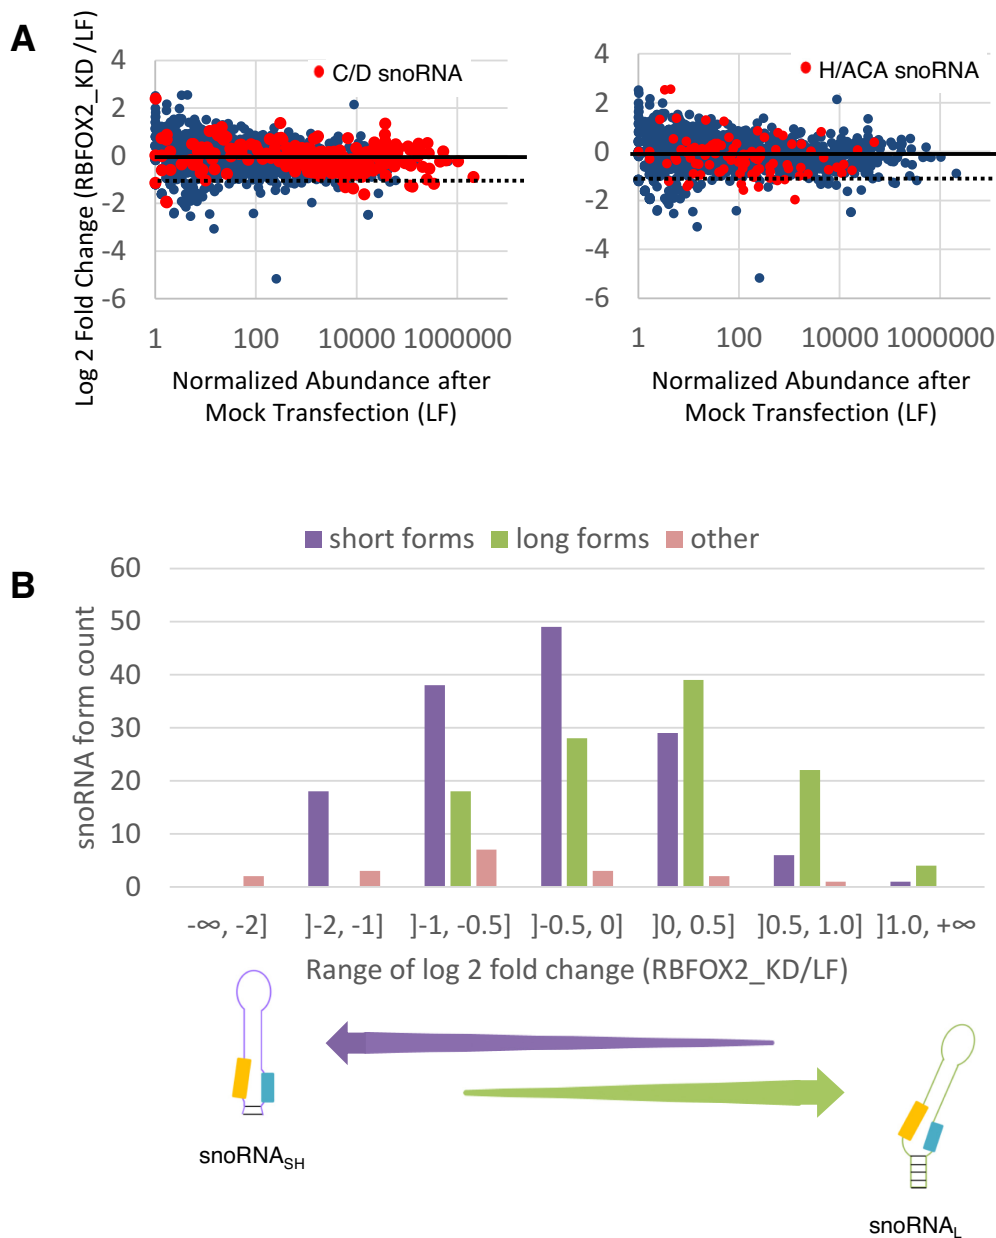 A
Log 2 Fold Change (RBFOX2_KD /LF)
4
2
0
-2
-4
-6
C/D snoRNA
1
100
10000
1000000
Normalized Abundance after
Mock Transfection (LF)
4
2
0
-2
-4
-6
H/ACA snoRNA
1
100
10000
1000000
Normalized Abundance after
Mock Transfection (LF)
B
short forms
long forms
other
snoRNA form count
60
50
40
30
20
10
0
-∞, -2]
]-2, -1]
]-1, -0.5]
]-0.5, 0]
]0, 0.5]
]0.5, 1.0]
]1.0, +∞
Range of log 2 fold change (RBFOX2_KD/LF)
snoRNA_SH
snoRNA_L